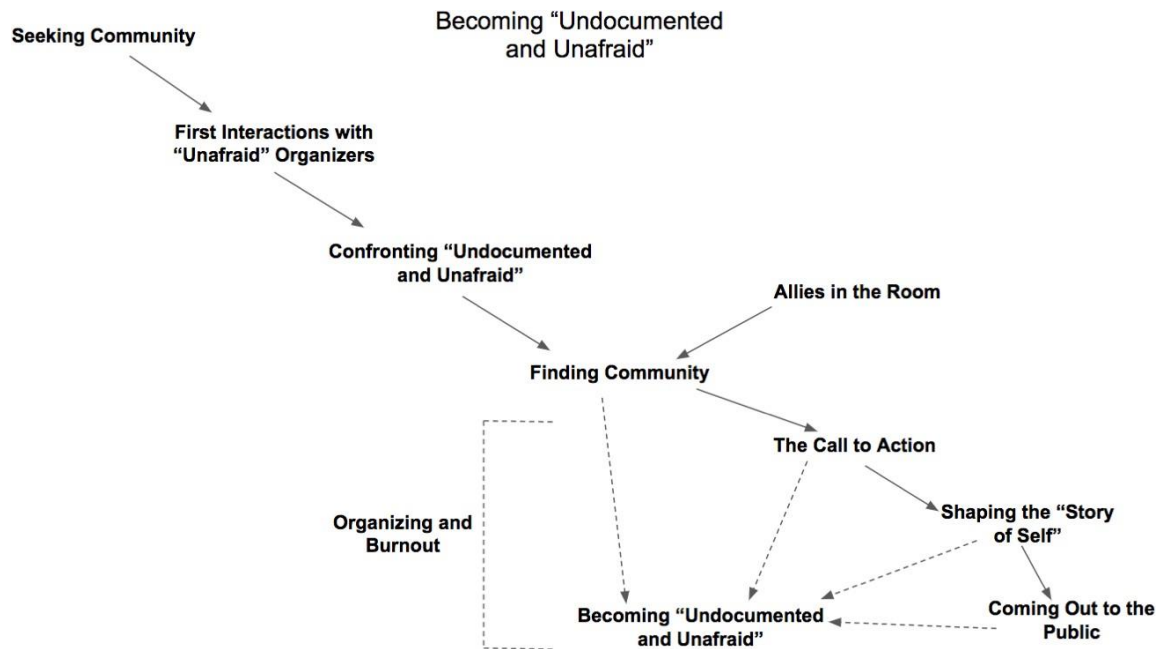 Becoming “Undocumented
and Unafraid”
Seeking Community
First Interactions with
“Unafraid” Organizers
Confronting “Undocumented
and Unafraid”
Allies in the Room
Finding Community
The Call to Action
Organizing and
Burnout
Shaping the “Story
of Self”
Becoming “Undocumented
and Unafraid”
Coming Out to the
Public